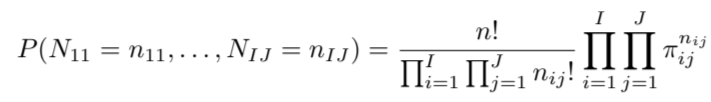 P(N_{11} = n_{11}, \ldots, N_{IJ} = n_{IJ}) = \frac{n!}{\prod_{i=1}^{I} \prod_{j=1}^{J} n_{ij}!} \prod_{i=1}^{I} \prod_{j=1}^{J} \pi_{ij}^{n_{ij}}